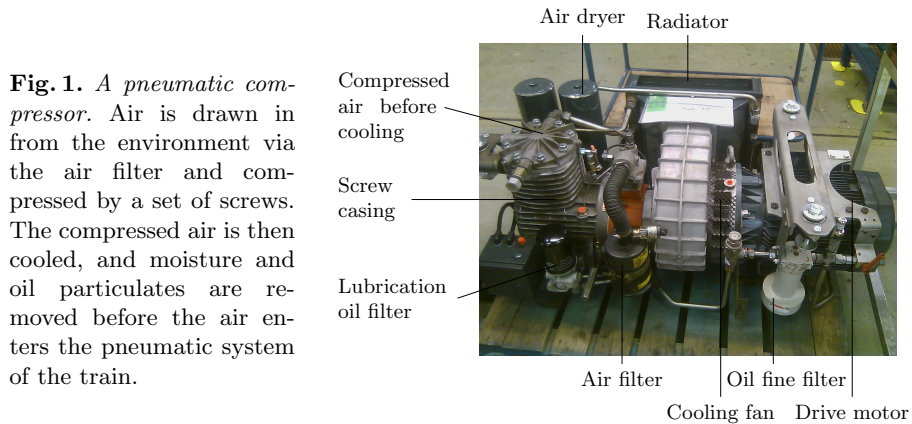 Fig. 1. A pneumatic com-
pressor. Air is drawn in
from the environment via
the air filter and com-
pressed by a set of screws.
The compressed air is then
cooled, and moisture and
oil particulates are re-
moved before the air en-
ters the pneumatic system
of the train.
Air dryer
Radiator
Compressed
air before
cooling
Screw
casing
Lubrication
oil filter
Air filter
Oil fine filter
Cooling fan
Drive motor